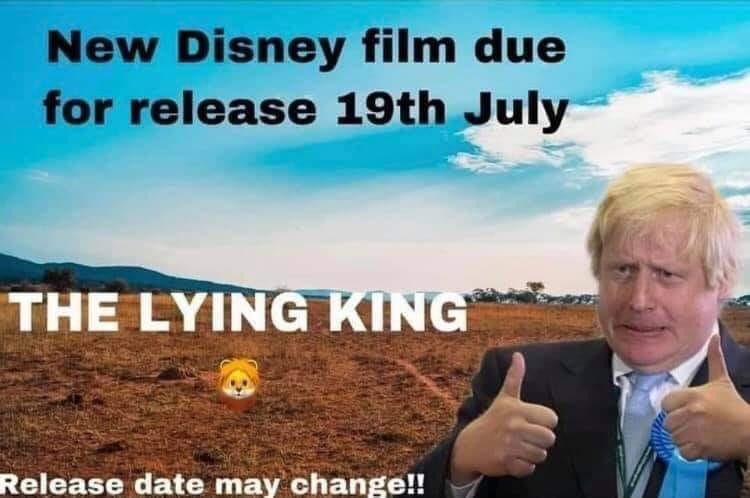 New Disney film due
for release 19th July
THE LYING KING
Release date may change!!